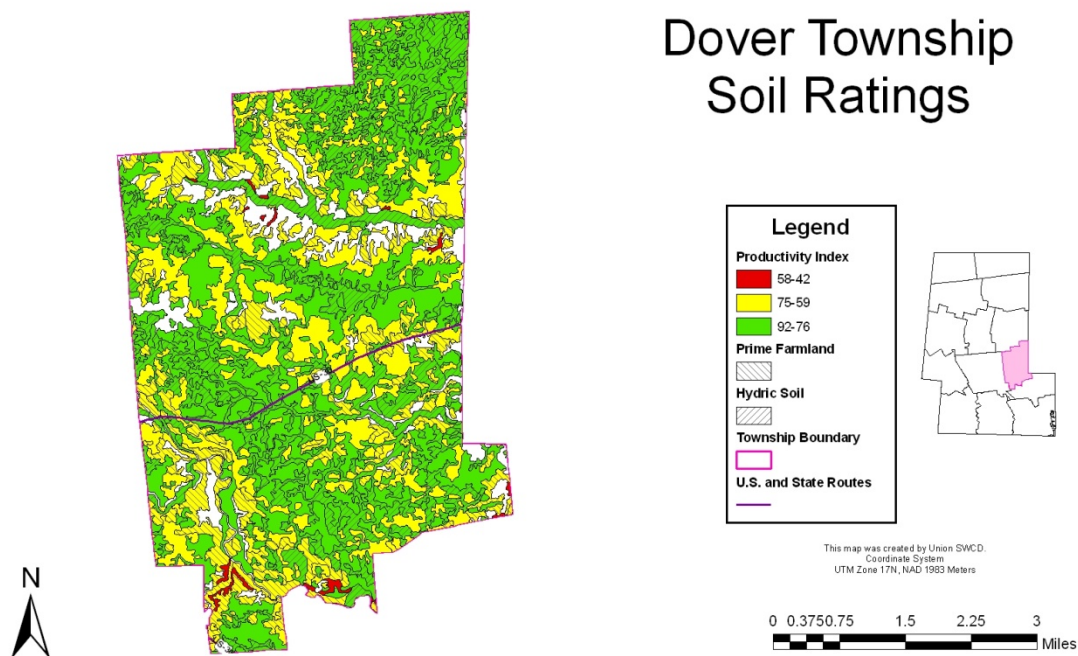 Dover Township
Soil Ratings
Legend
Productivity Index
58-42
75-59
92-76
Prime Farmland
Hydric Soil
Township Boundary
U.S. and State Routes
This map was created by Union SWCD.
Coordinate System
UTM Zone 17N, NAD 1983 Meters
N
0 0.375 0.75 1.5 2.25 3
Miles